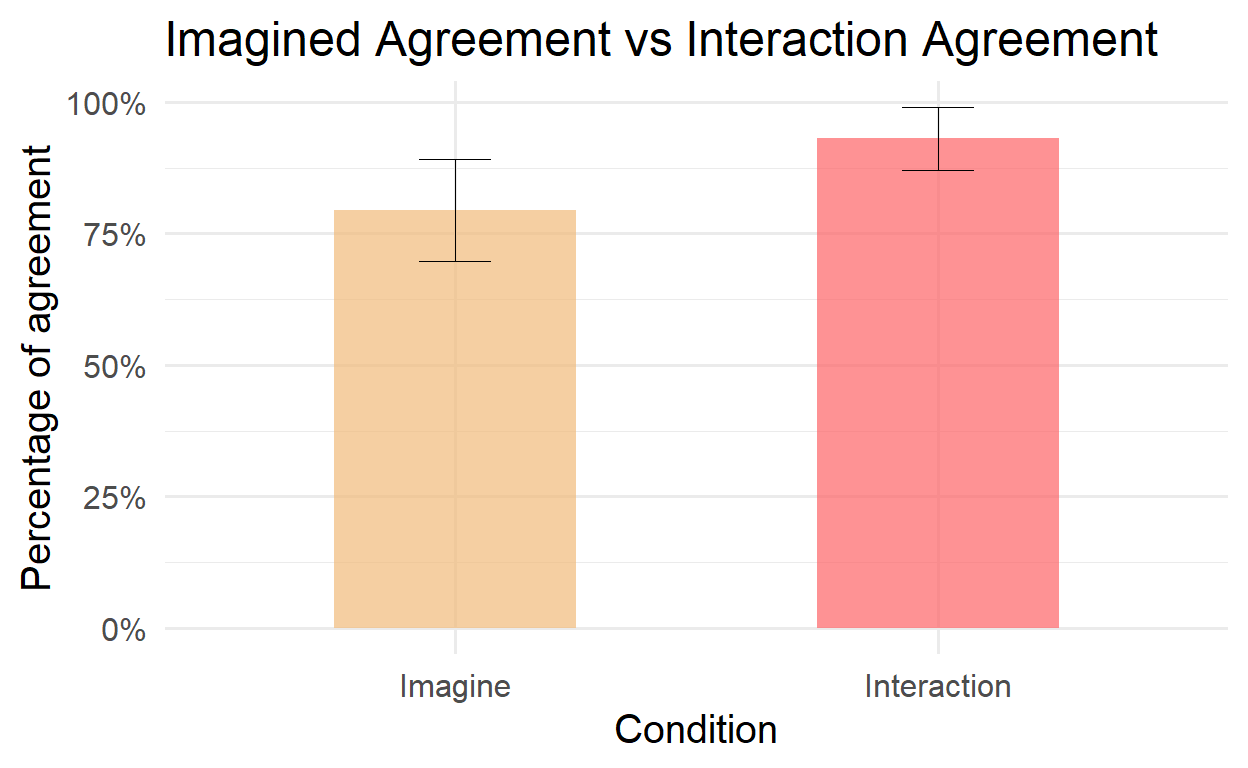 Imagined Agreement vs Interaction Agreement
Percentage of agreement
100%
75%
50%
25%
0%
Imagine
Interaction
Condition